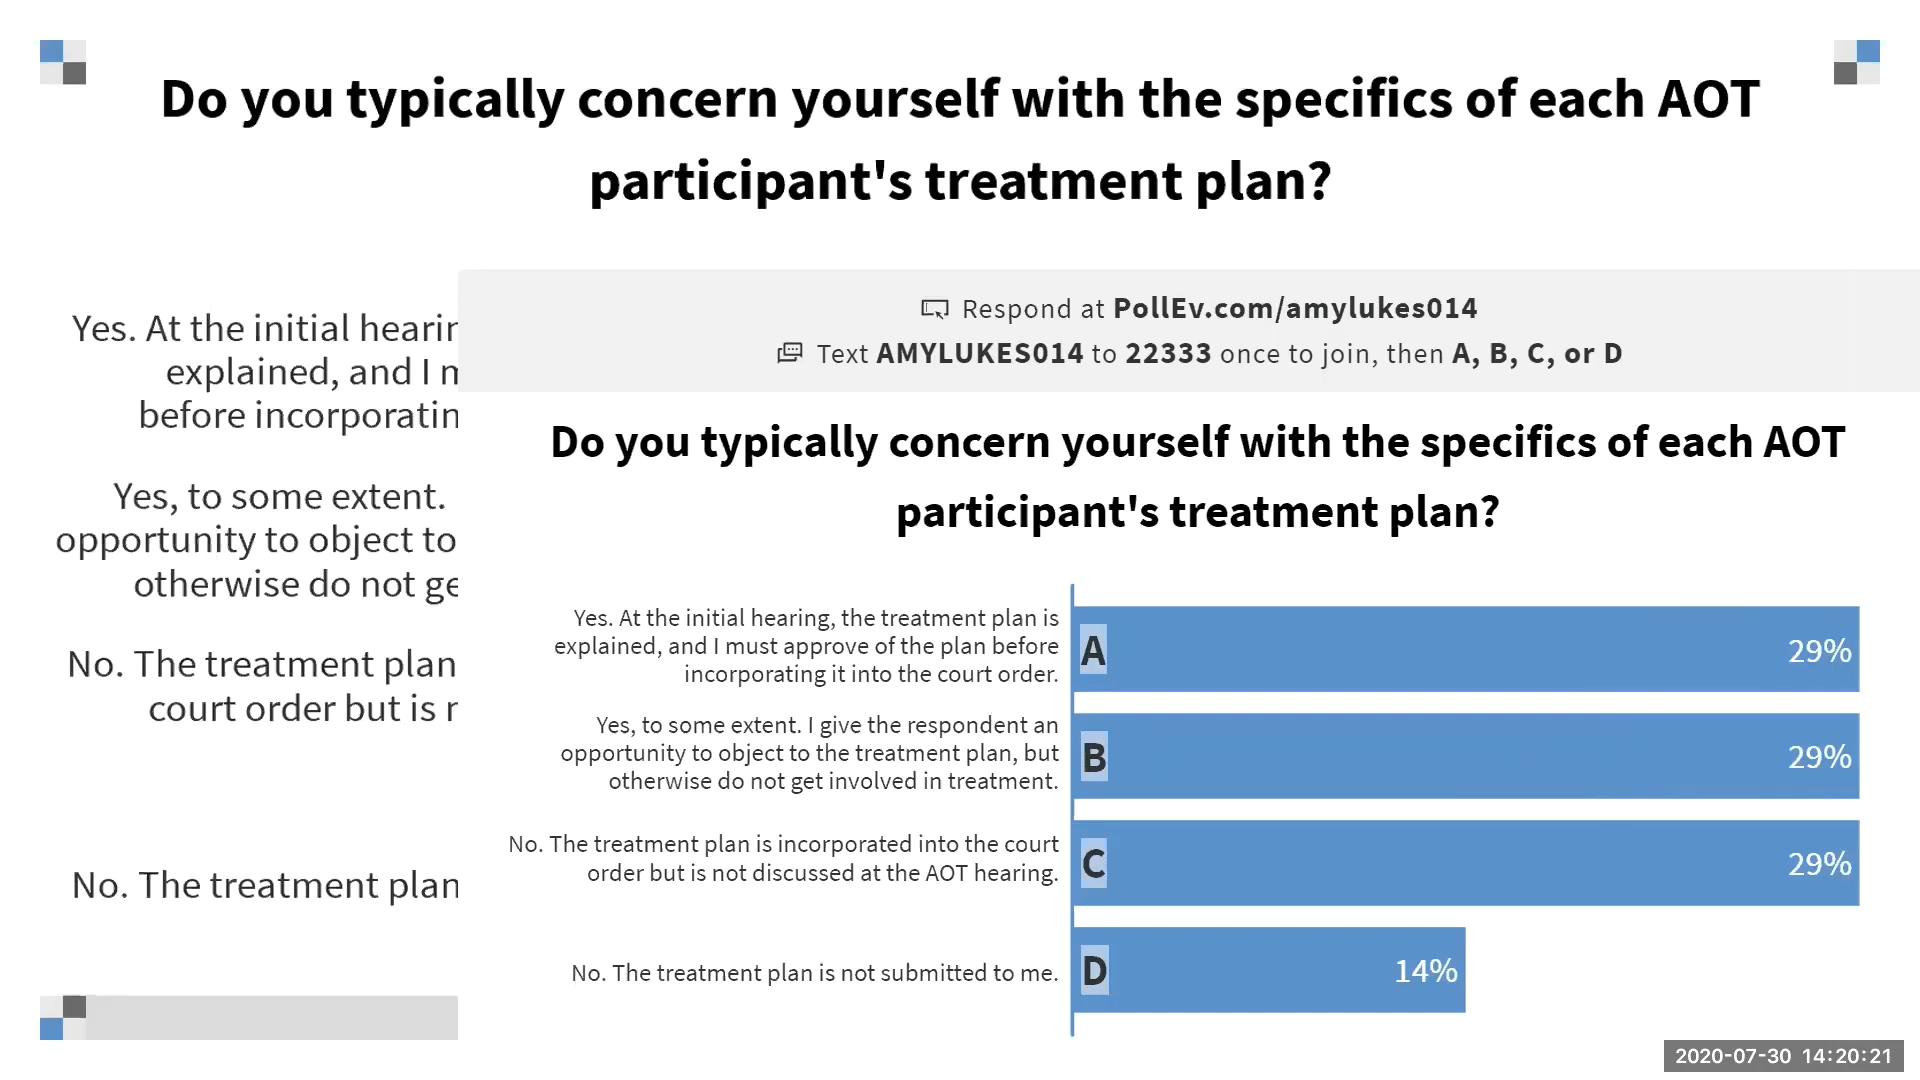 Do you typically concern yourself with the specifics of each AOT
participant's treatment plan?
Yes. At the initial
explained, and I
before
Yes, to some extent.
opportunity to object to
otherwise do not
No. The treatment plan
court order but is
No. The treatment plan
Respond at PollEv.com/amylukes014
Text AMYLUKES014 to 22333 once to join, then A, B, C, or D
Do you typically concern yourself with the specifics of each AOT
participant's treatment plan?
Yes. At the initial hearing, the treatment plan is
explained, and I must approve of the plan before
incorporating it into the court order.
A
29%
Yes, to some extent. I give the respondent an
opportunity to object to the treatment plan, but
otherwise do not get involved in treatment.
B
29%
No. The treatment plan is incorporated into the court
order but is not discussed at the AOT hearing.
C
29%
No. The treatment plan is not submitted to me.
D
14%
2020-07-30 14:20:21